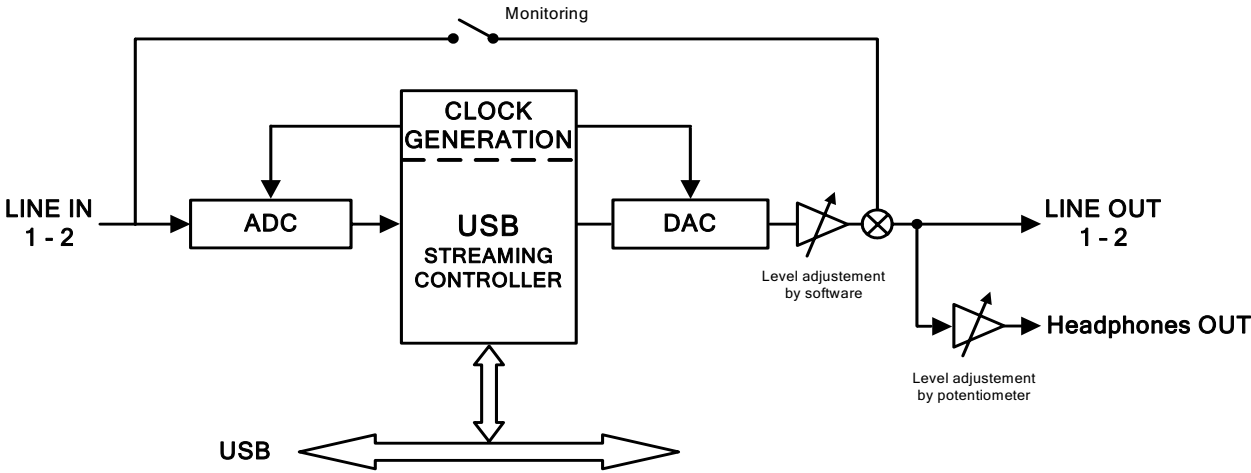 Monitoring
CLOCK
GENERATION
LINE IN
1 - 2
ADC
USB
STREAMING
CONTROLLER
DAC
Level adjustement
by software
LINE OUT
1 - 2
Headphones OUT
Level adjustement
by potentiometer
USB